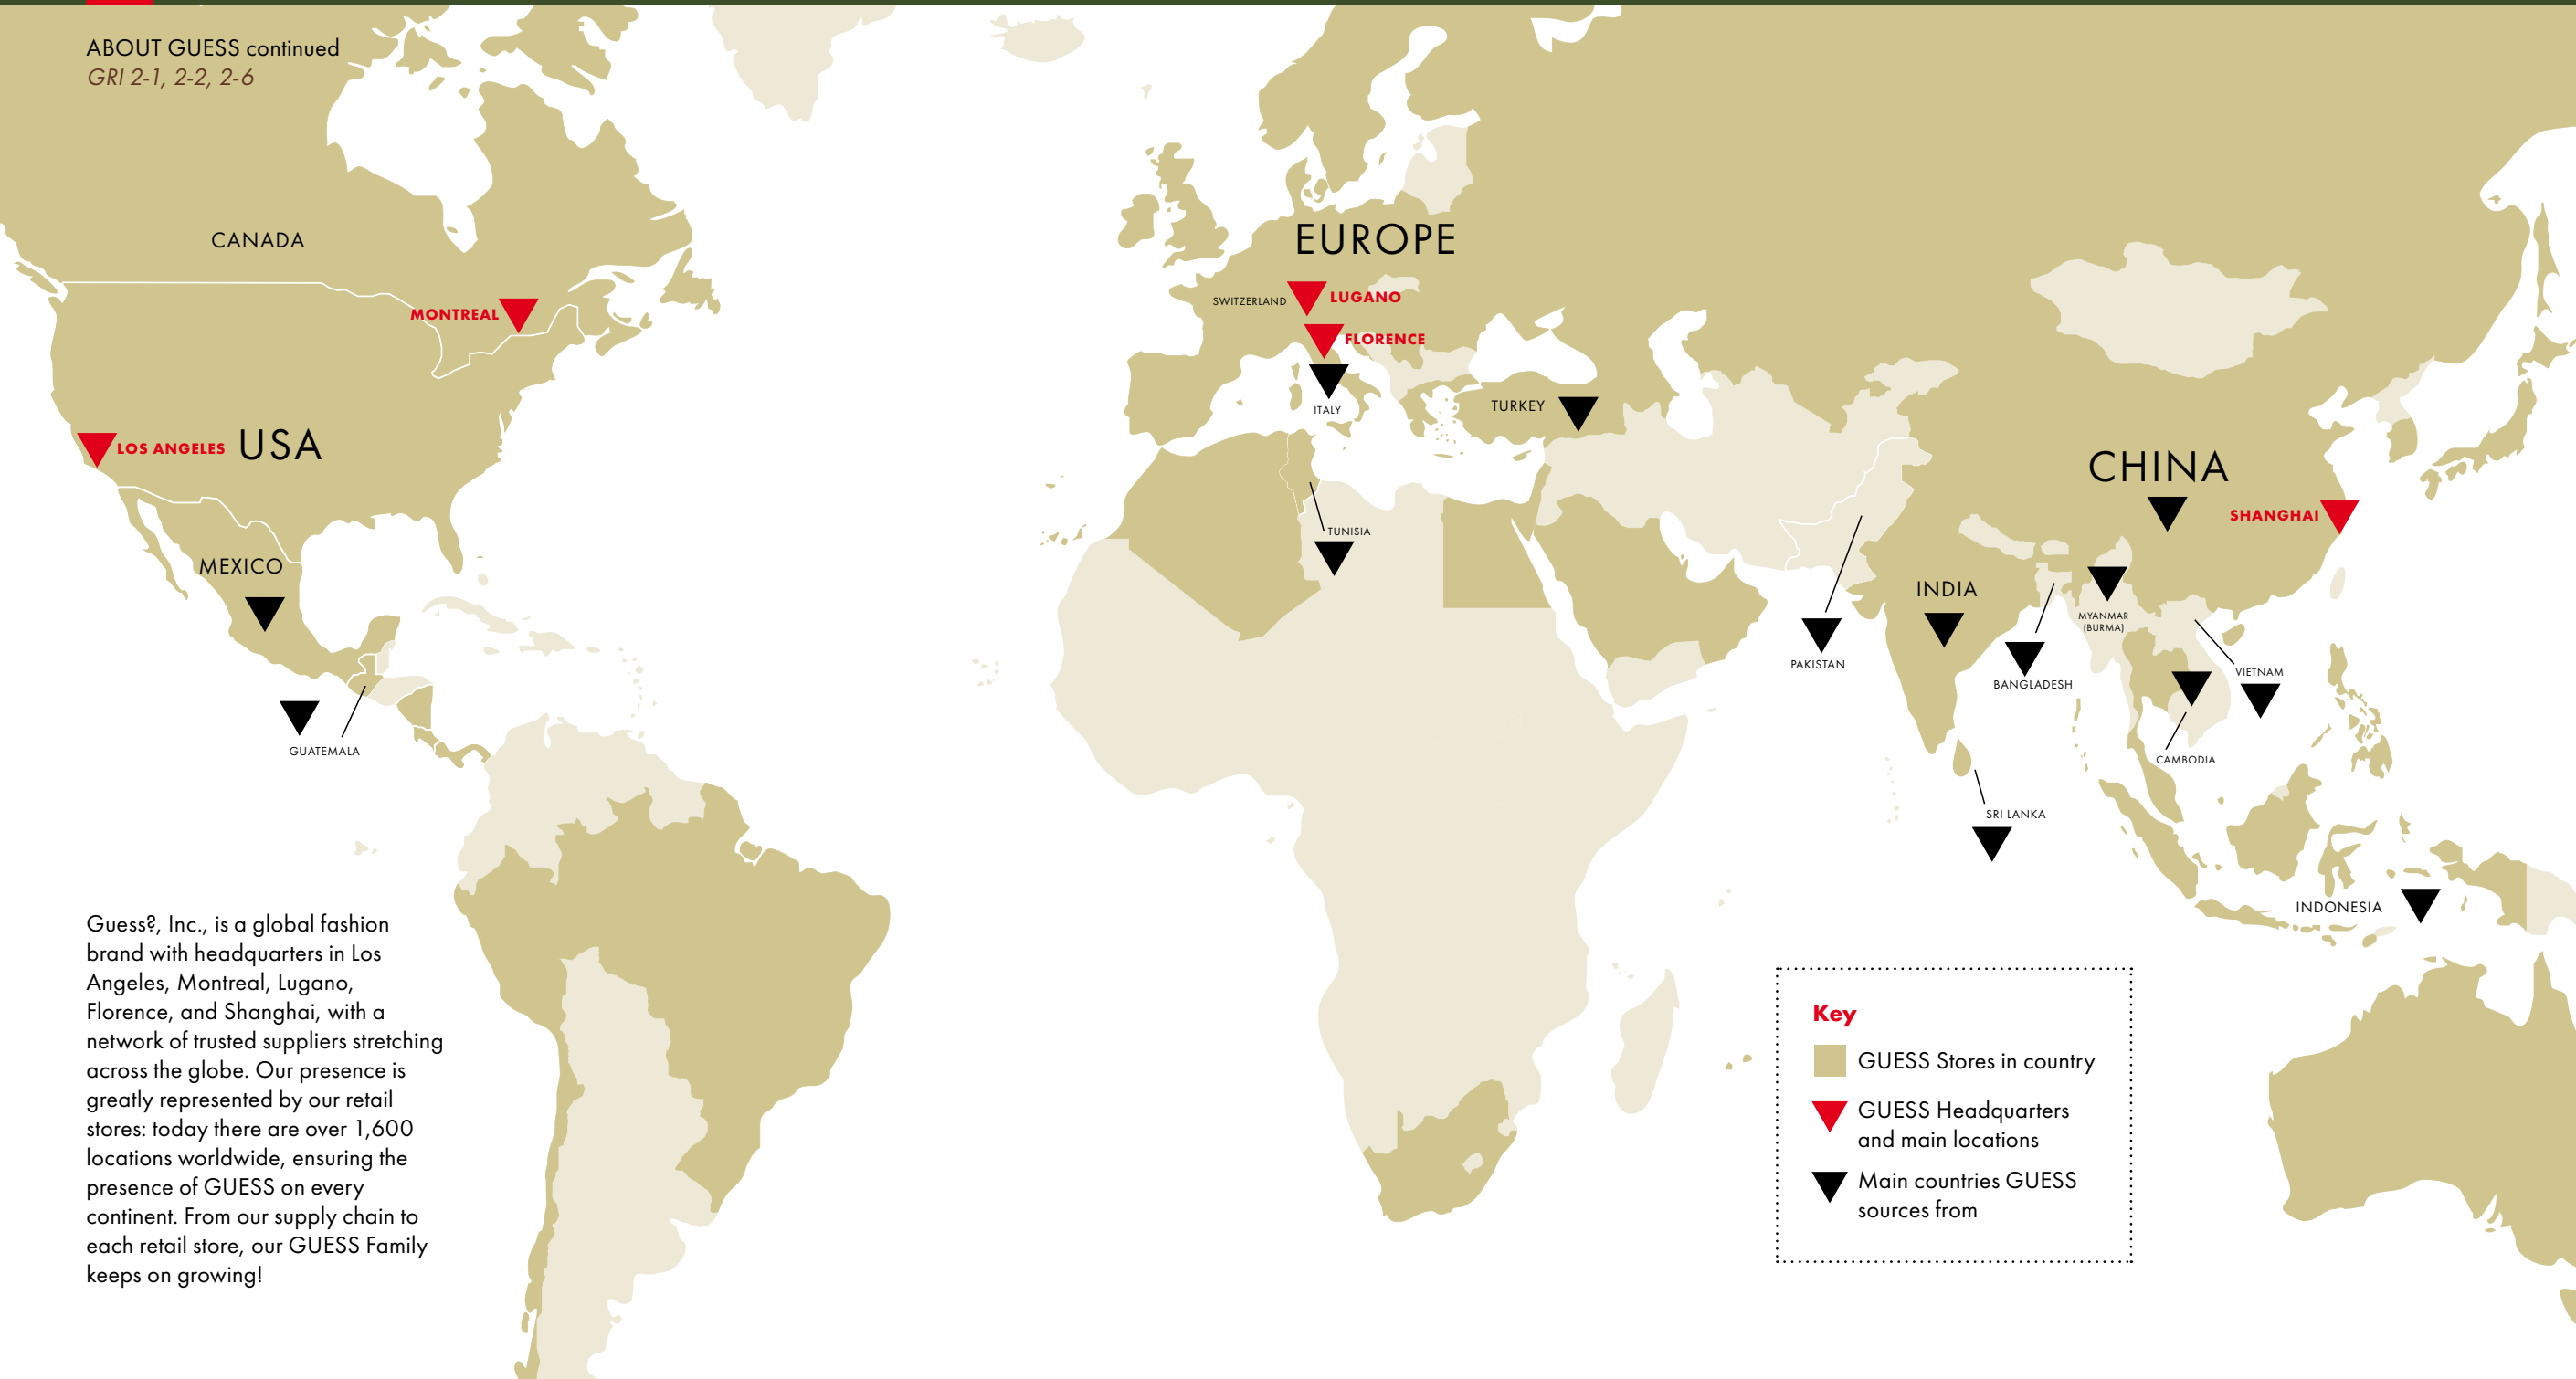 ABOUT GUESS continued
GRI 2-1, 2-2, 2-6
CANADA
MONTREAL
LOS ANGELES
USA
MEXICO
GUATEMALA
EUROPE
SWITZERLAND
LUGANO
FLORENCE
ITALY
TURKEY
TUNISIA
CHINA
SHANGHAI
INDIA
PAKISTAN
BANGLADESH
MYANMAR
(BURMA)
VIETNAM
CAMBODIA
SRI LANKA
INDONESIA
Guess?, Inc., is a global fashion
brand with headquarters in Los
Angeles, Montreal, Lugano,
Florence, and Shanghai, with a
network of trusted suppliers stretching
across the globe. Our presence is
greatly represented by our retail
stores: today there are over 1,600
locations worldwide, ensuring the
presence of GUESS on every
continent. From our supply chain to
each retail store, our GUESS Family
keeps on growing!
Key
GUESS Stores in country
GUESS Headquarters
and main locations
Main countries GUESS
sources from